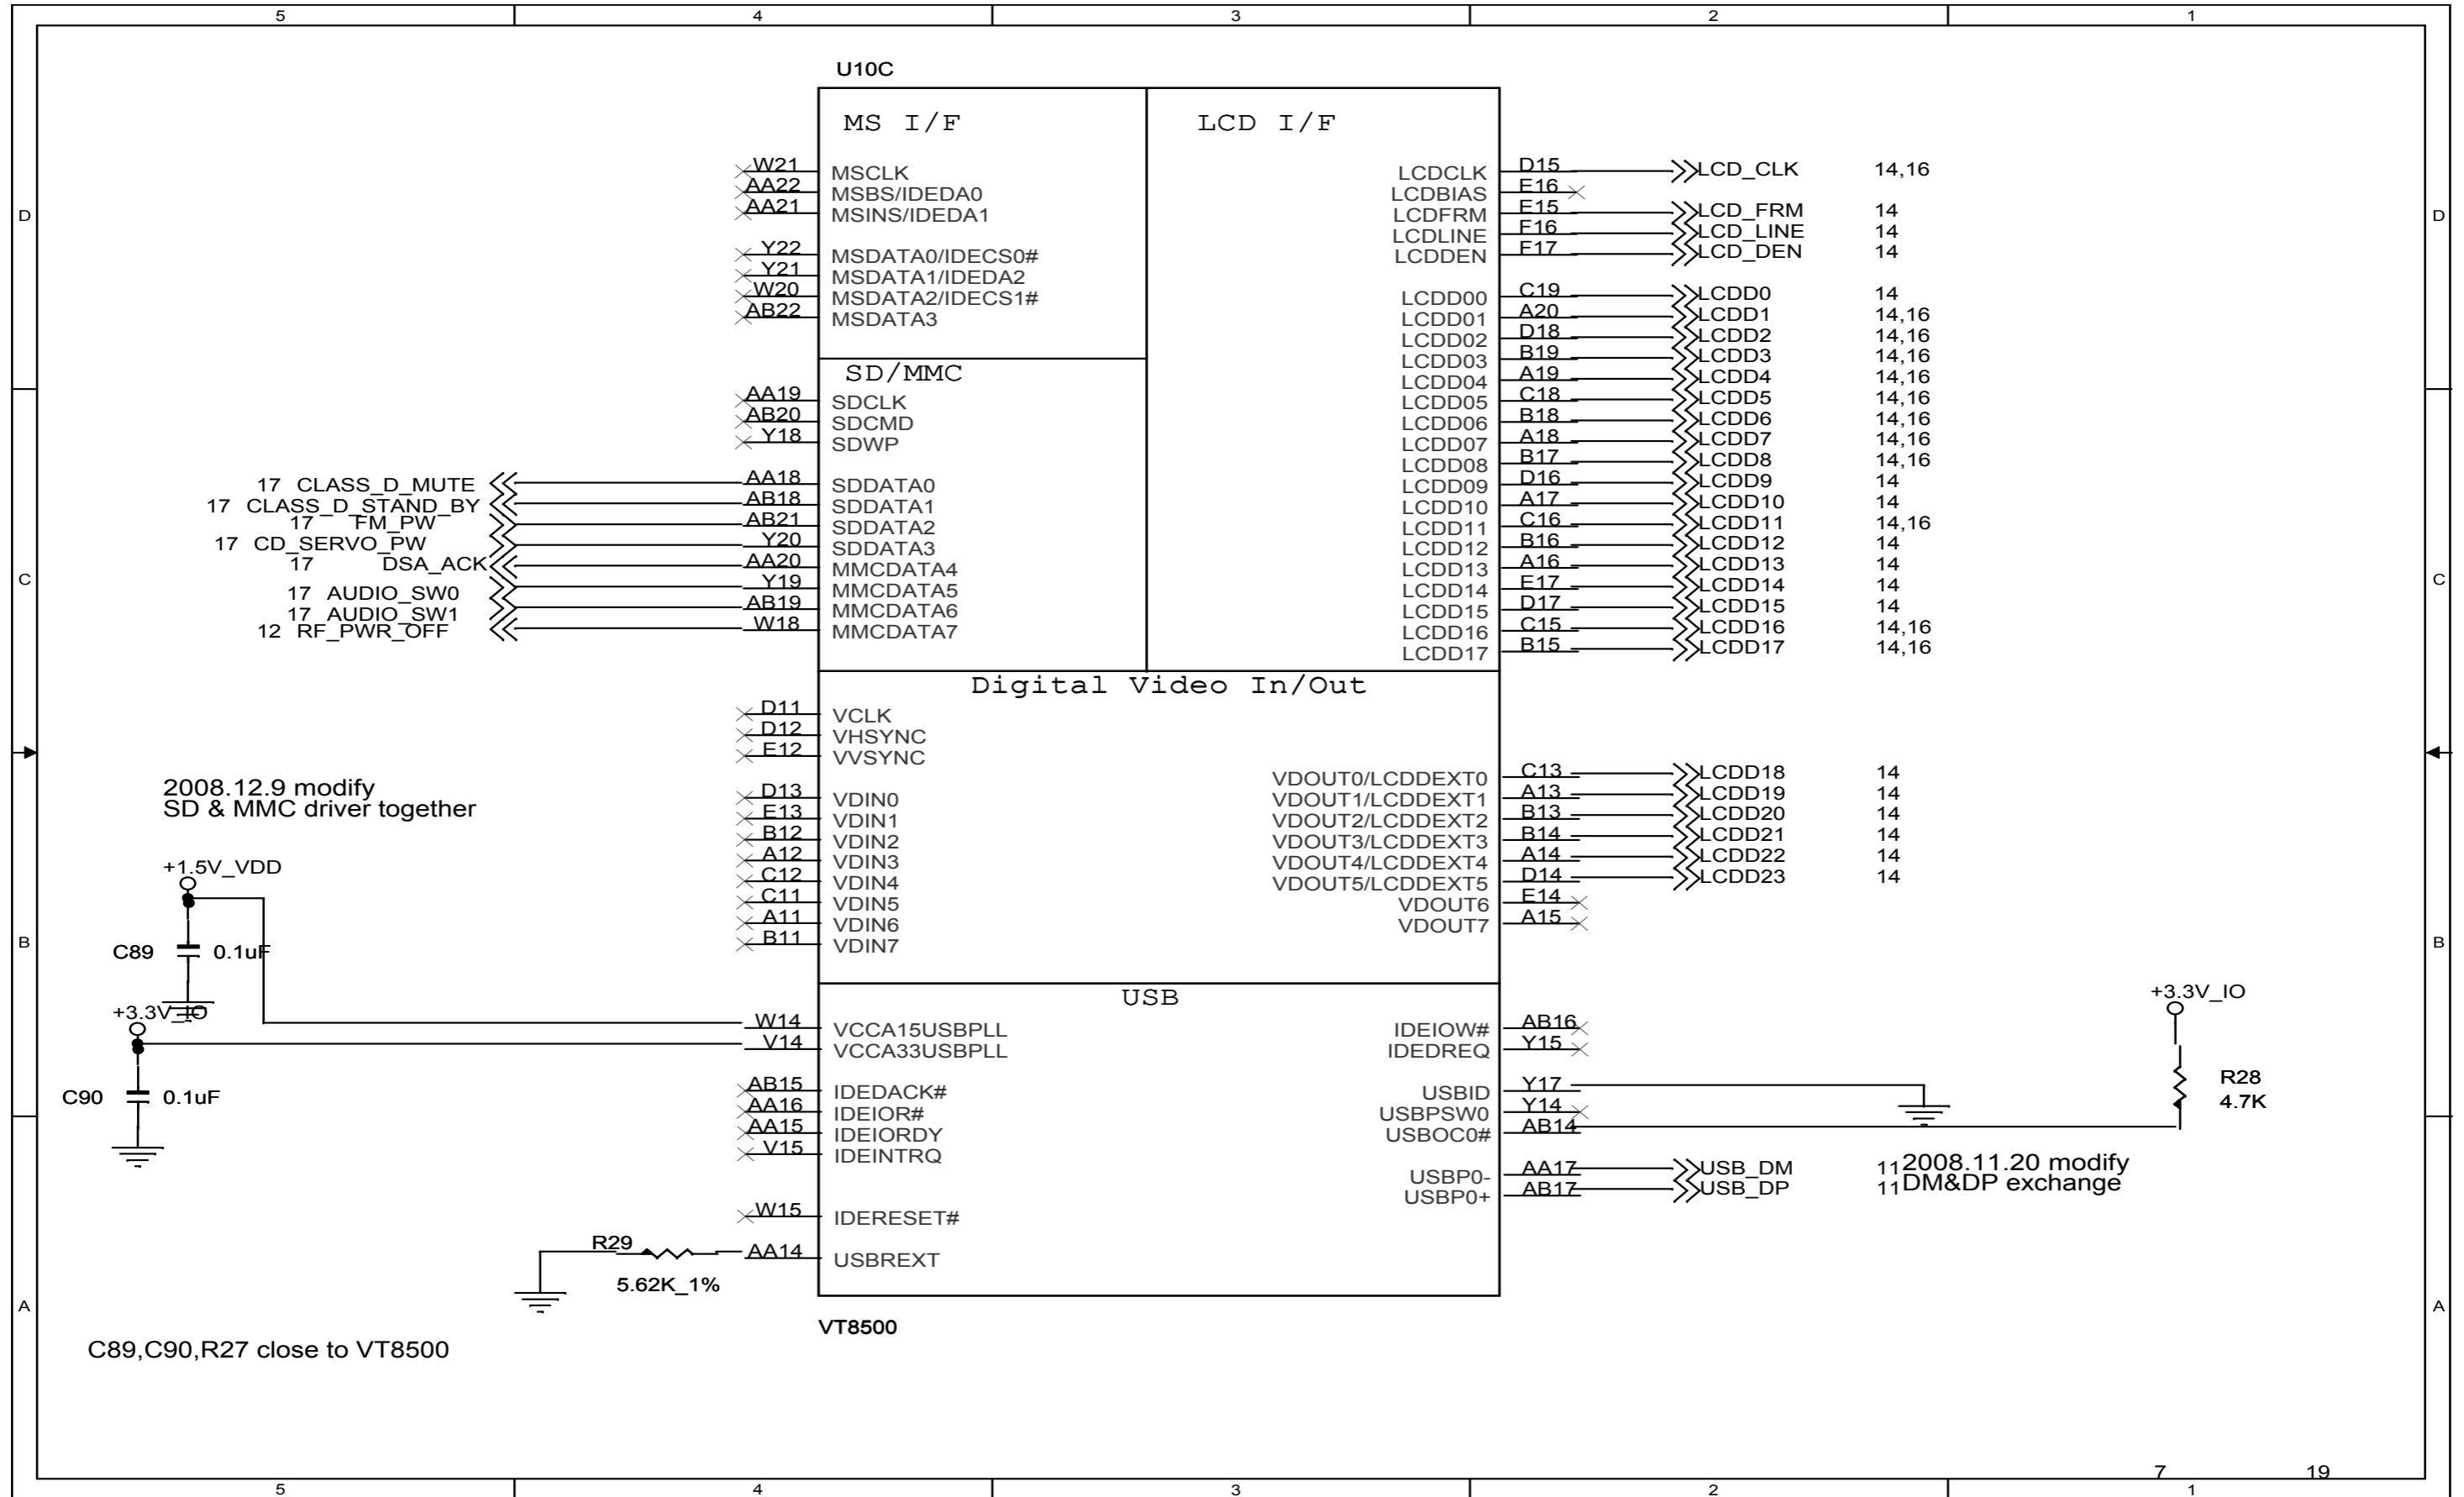 5 4 3 2 1
U10C
MS I/F
LCD I/F
W21 MSCLK
AA22 MSBS/IDEDA0
AA21 MSINS/IDEDA1
Y22 MSDATA0/IDECS0#
Y21 MSDATA1/IDEDA2
W20 MSDATA2/IDECS1#
AB22 MSDATA3
LCDCLK D15 LCD_CLK 14,16
LCDBIAS E16
LCDFRM E15 LCD_FRM 14
LCDLINE F16 LCD_LINE 14
LCDDEN F17 LCD_DEN 14
LCDD00 C19 LCDD0 14
LCDD01 A20 LCDD1 14,16
LCDD02 D18 LCDD2 14,16
LCDD03 B19 LCDD3 14,16
LCDD04 A19 LCDD4 14,16
LCDD05 C18 LCDD5 14,16
LCDD06 B18 LCDD6 14,16
LCDD07 A18 LCDD7 14,16
LCDD08 B17 LCDD8 14,16
LCDD09 D16 LCDD9 14
LCDD10 A17 LCDD10 14
LCDD11 C16 LCDD11 14,16
LCDD12 B16 LCDD12 14
LCDD13 A16 LCDD13 14
LCDD14 E17 LCDD14 14
LCDD15 D17 LCDD15 14
LCDD16 C15 LCDD16 14,16
LCDD17 B15 LCDD17 14,16
D D
SD/MMC
AA19 SDCLK
AB20 SDCMD
Y18 SDWP
17 CLASS_D_MUTE AA18 SDDATA0
17 CLASS_D_STAND_BY AB18 SDDATA1
17 FM_PW AB21 SDDATA2
17 CD_SERVO_PW Y20 SDDATA3
17 DSA_ACK AA20 MMCDATA4
17 AUDIO_SW0 Y19 MMCDATA5
17 AUDIO_SW1 AB19 MMCDATA6
12 RF_PWR_OFF W18 MMCDATA7
C C
Digital Video In/Out
D11 VCLK
D12 VHSYNC
E12 VVSYNC
D13 VDIN0
E13 VDIN1
B12 VDIN2
A12 VDIN3
C12 VDIN4
C11 VDIN5
A11 VDIN6
B11 VDIN7
VDOUT0/LCDDEXT0 C13 LCDD18 14
VDOUT1/LCDDEXT1 A13 LCDD19 14
VDOUT2/LCDDEXT2 B13 LCDD20 14
VDOUT3/LCDDEXT3 B14 LCDD21 14
VDOUT4/LCDDEXT4 A14 LCDD22 14
VDOUT5/LCDDEXT5 D14 LCDD23 14
VDOUT6 E14
VDOUT7 A15
2008.12.9 modify
SD & MMC driver together
+1.5V_VDD
C89 0.1uF
+3.3V_IO
C90 0.1uF
B B
USB
W14 VCCA15USBPLL
V14 VCCA33USBPLL
AB15 IDEDACK#
AA16 IDEIOR#
AA15 IDEIORDY
V15 IDEINTRQ
W15 IDERESET#
R29 AA14 USBREXT
5.62K_1%
IDEIOW# AB16
IDEDREQ Y15
USBID Y17
USBPSW0 Y14
USBOC0# AB14
USBP0- AA17 USB_DM 11
USBP0+ AB17 USB_DP 11
+3.3V_IO
R28
4.7K
2008.11.20 modify
DM&DP exchange
A A
VT8500
C89,C90,R27 close to VT8500
7 19
5 4 3 2 1